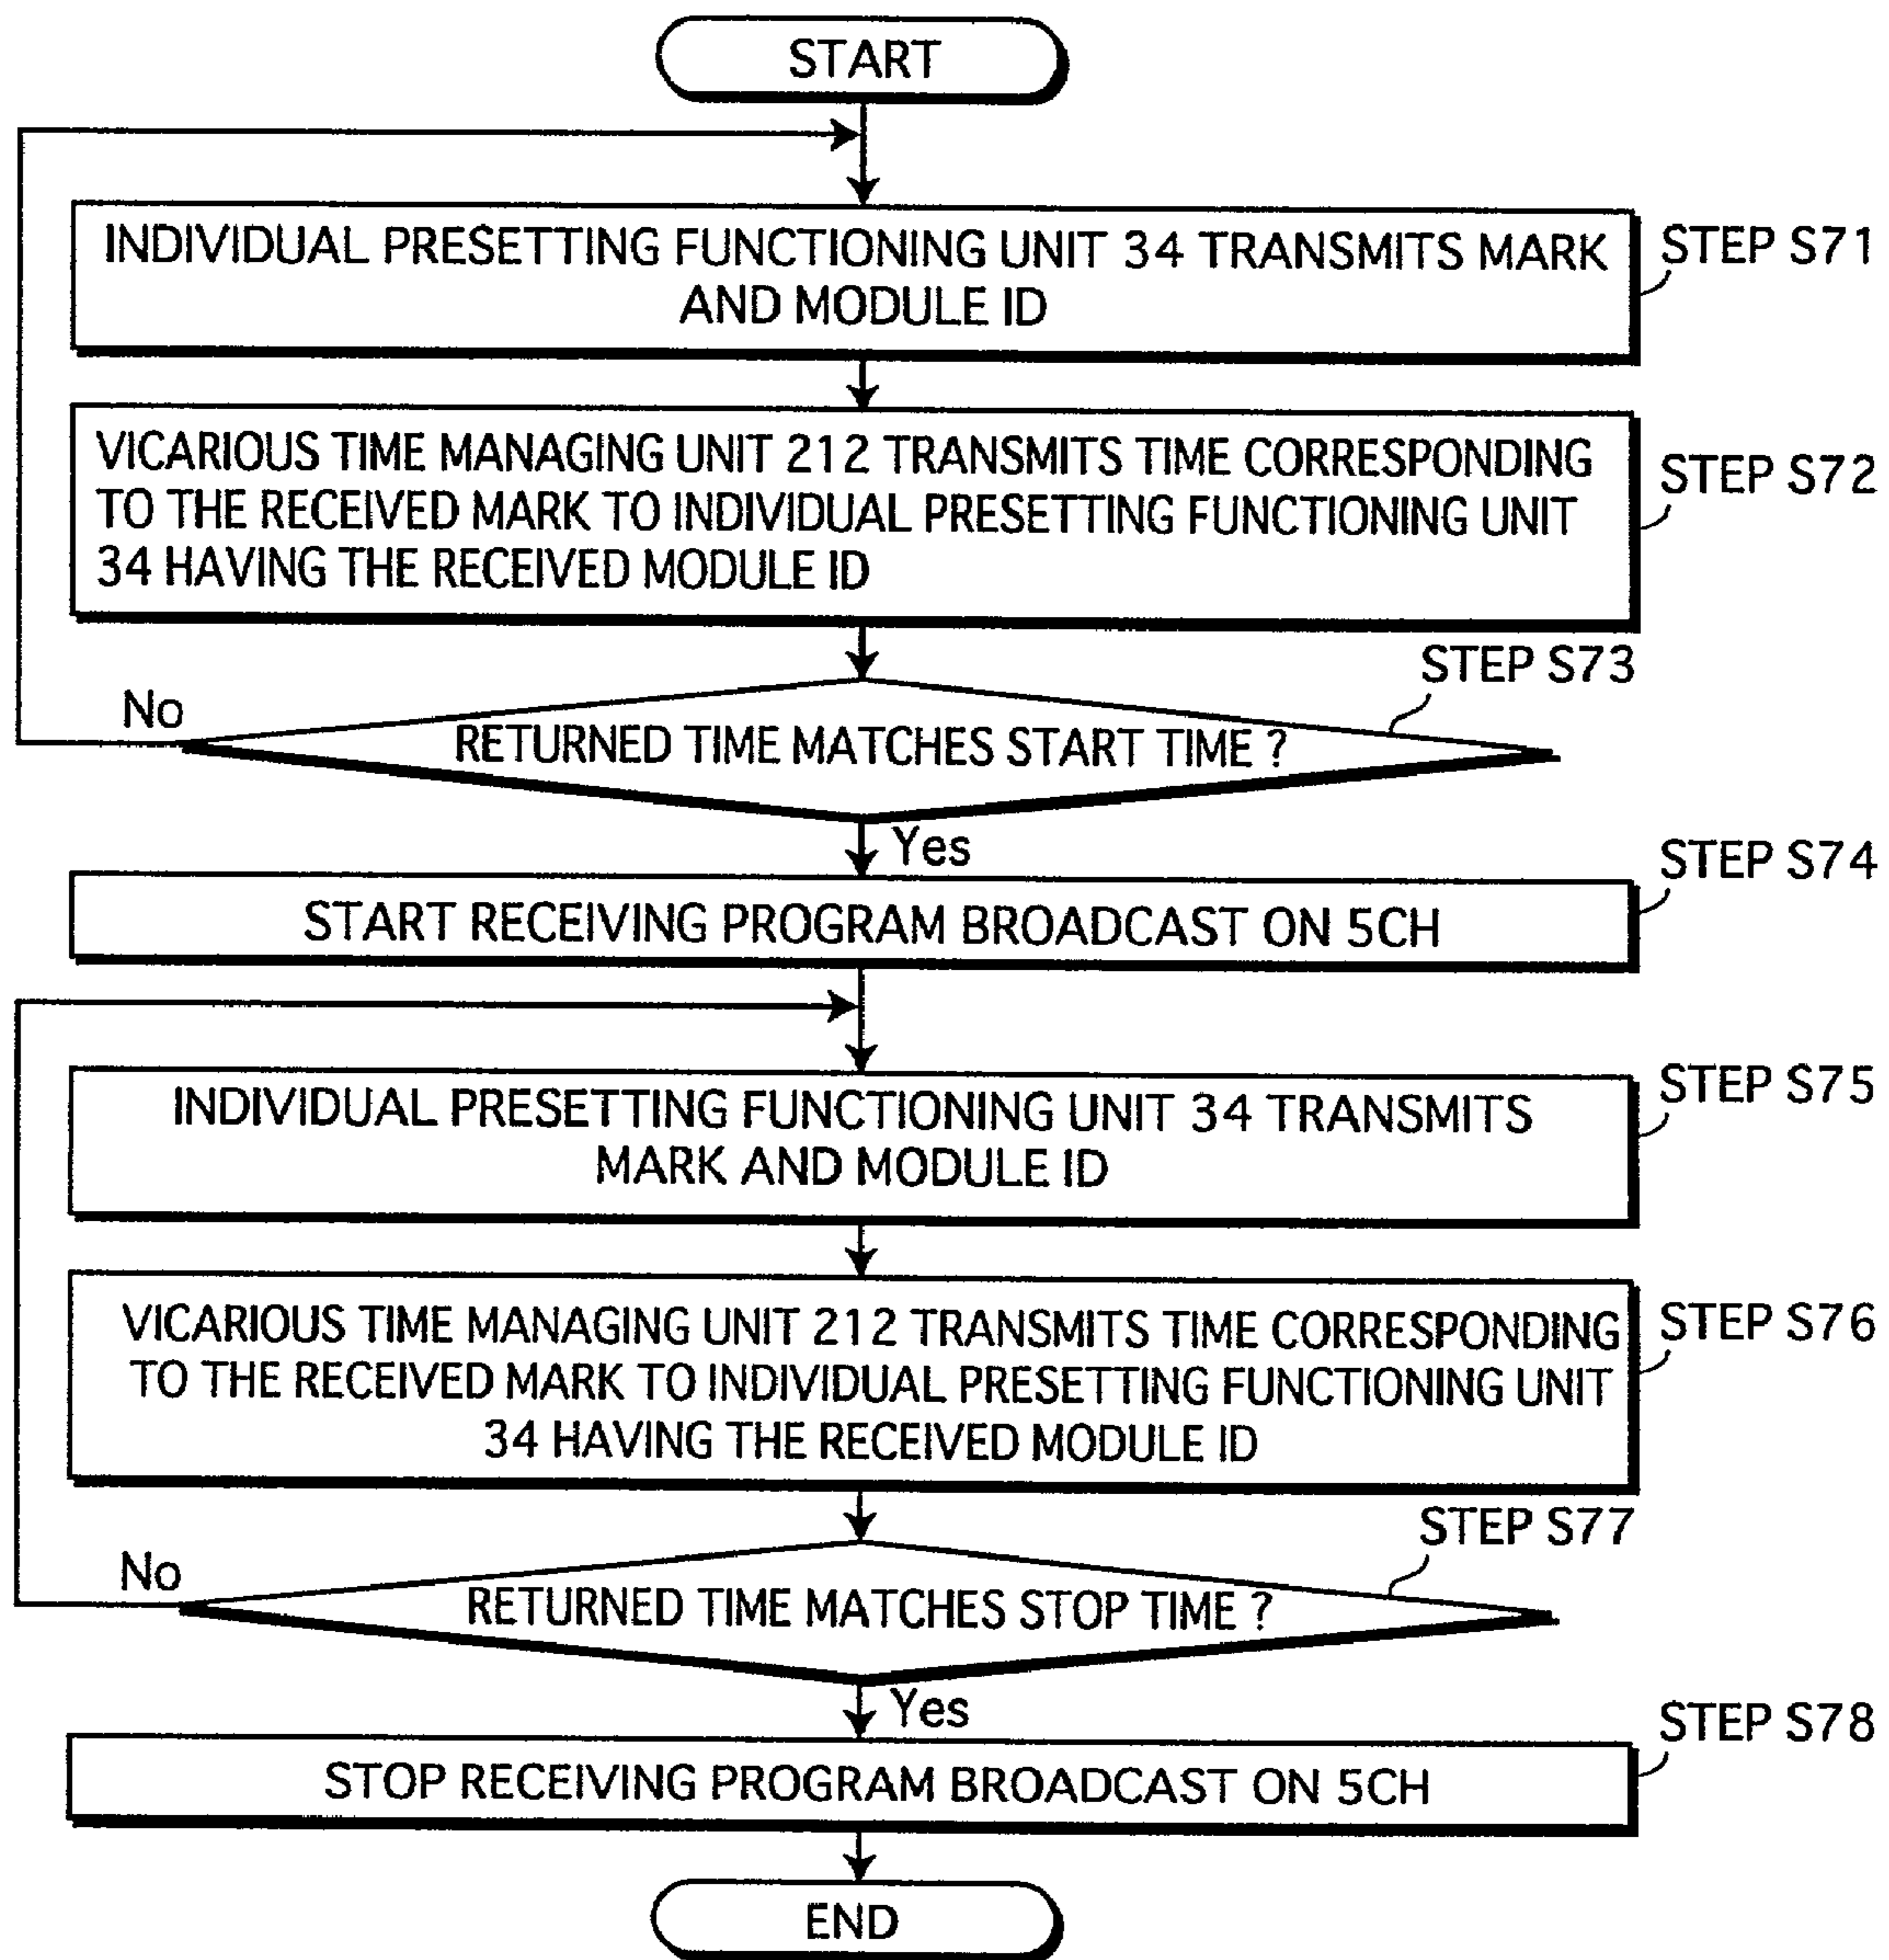 START
INDIVIDUAL PRESETTING FUNCTIONING UNIT 34 TRANSMITS MARK
AND MODULE ID
STEP S71
VICARIOUS TIME MANAGING UNIT 212 TRANSMITS TIME CORRESPONDING
TO THE RECEIVED MARK TO INDIVIDUAL PRESETTING FUNCTIONING UNIT
34 HAVING THE RECEIVED MODULE ID
STEP S72
STEP S73
No
RETURNED TIME MATCHES START TIME ?
Yes
STEP S74
START RECEIVING PROGRAM BROADCAST ON 5CH
STEP S75
INDIVIDUAL PRESETTING FUNCTIONING UNIT 34 TRANSMITS
MARK AND MODULE ID
VICARIOUS TIME MANAGING UNIT 212 TRANSMITS TIME CORRESPONDING
TO THE RECEIVED MARK TO INDIVIDUAL PRESETTING FUNCTIONING UNIT
34 HAVING THE RECEIVED MODULE ID
STEP S76
STEP S77
No
RETURNED TIME MATCHES STOP TIME ?
Yes
STEP S78
STOP RECEIVING PROGRAM BROADCAST ON 5CH
END